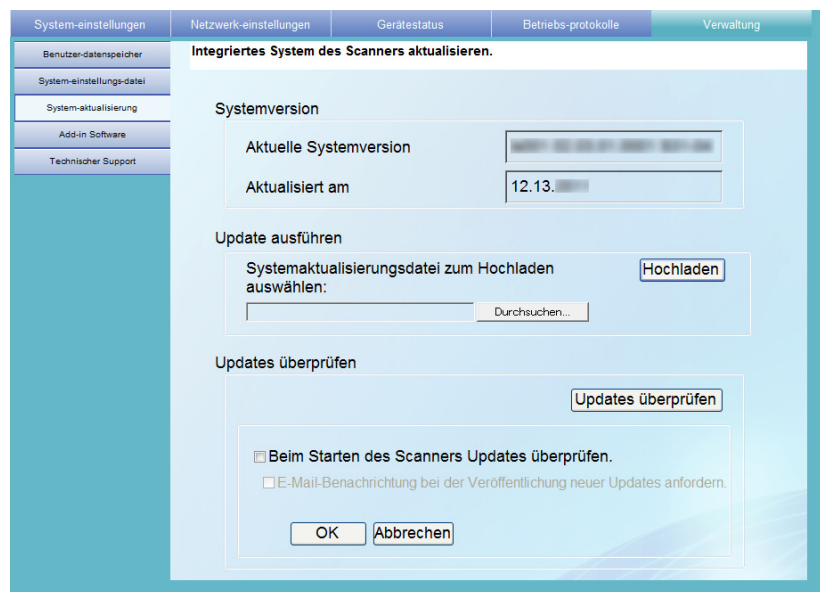 System-einstellungen
Netzwerk-einstellungen
Gerätestatus
Betriebs-protokolle
Verwaltung
Benutzer-datenspeicher
System-einstellungs-datei
System-aktualisierung
Add-in Software
Technischer Support
Integriertes System des Scanners aktualisieren.
Systemversion
Aktuelle Systemversion
Aktualisiert am
12.13.
Update ausführen
Systemaktualisierungsdatei zum Hochladen
auswählen:
Hochladen
Durchsuchen...
Updates überprüfen
Updates überprüfen
Beim Starten des Scanners Updates überprüfen.
E-Mail-Benachrichtung bei der Veröffentlichung neuer Updates anfordern.
OK
Abbrechen